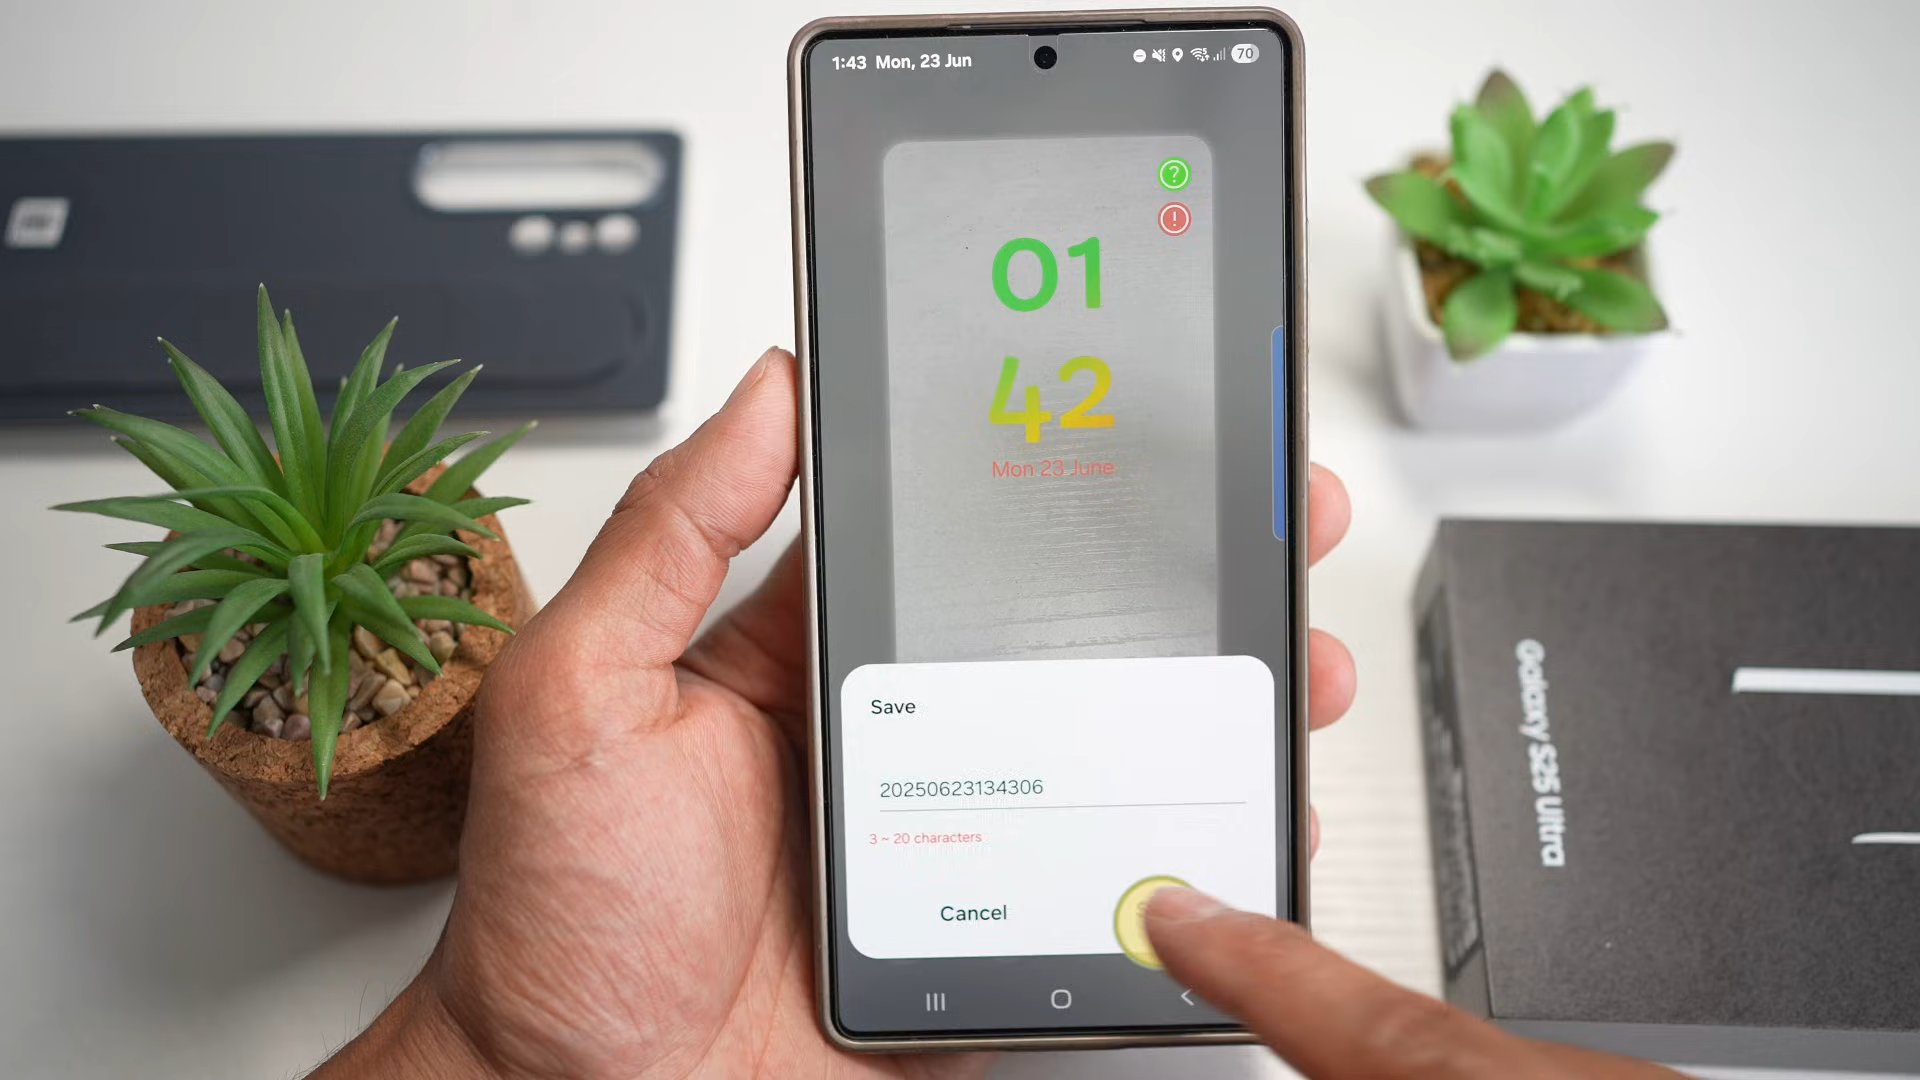 1:43 Mon, 23 Jun
70
?
!
01
42
Mon 23 June
Save
20250623134306
3 ~ 20 characters
Cancel
Galaxy S25 Ultra